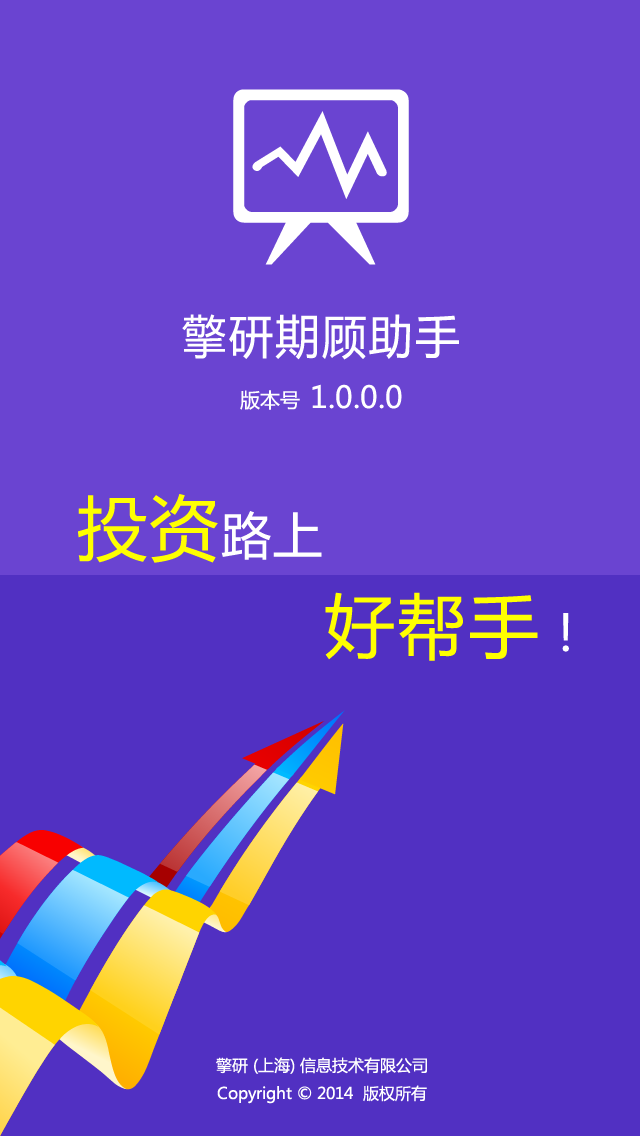 擎研期顾助手
版本号 1.0.0.0
投资路上
好帮手!
擎研 (上海) 信息技术有限公司
Copyright © 2014 版权所有